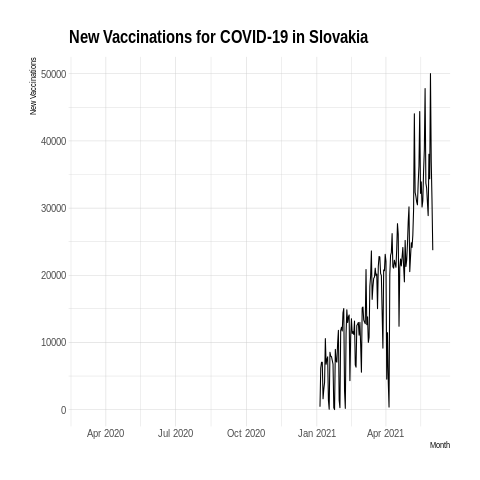 New Vaccinations for COVID-19 in Slovakia
New Vaccinations
50000
40000
30000
20000
10000
0
Apr 2020 Jul 2020 Oct 2020 Jan 2021 Apr 2021
Month